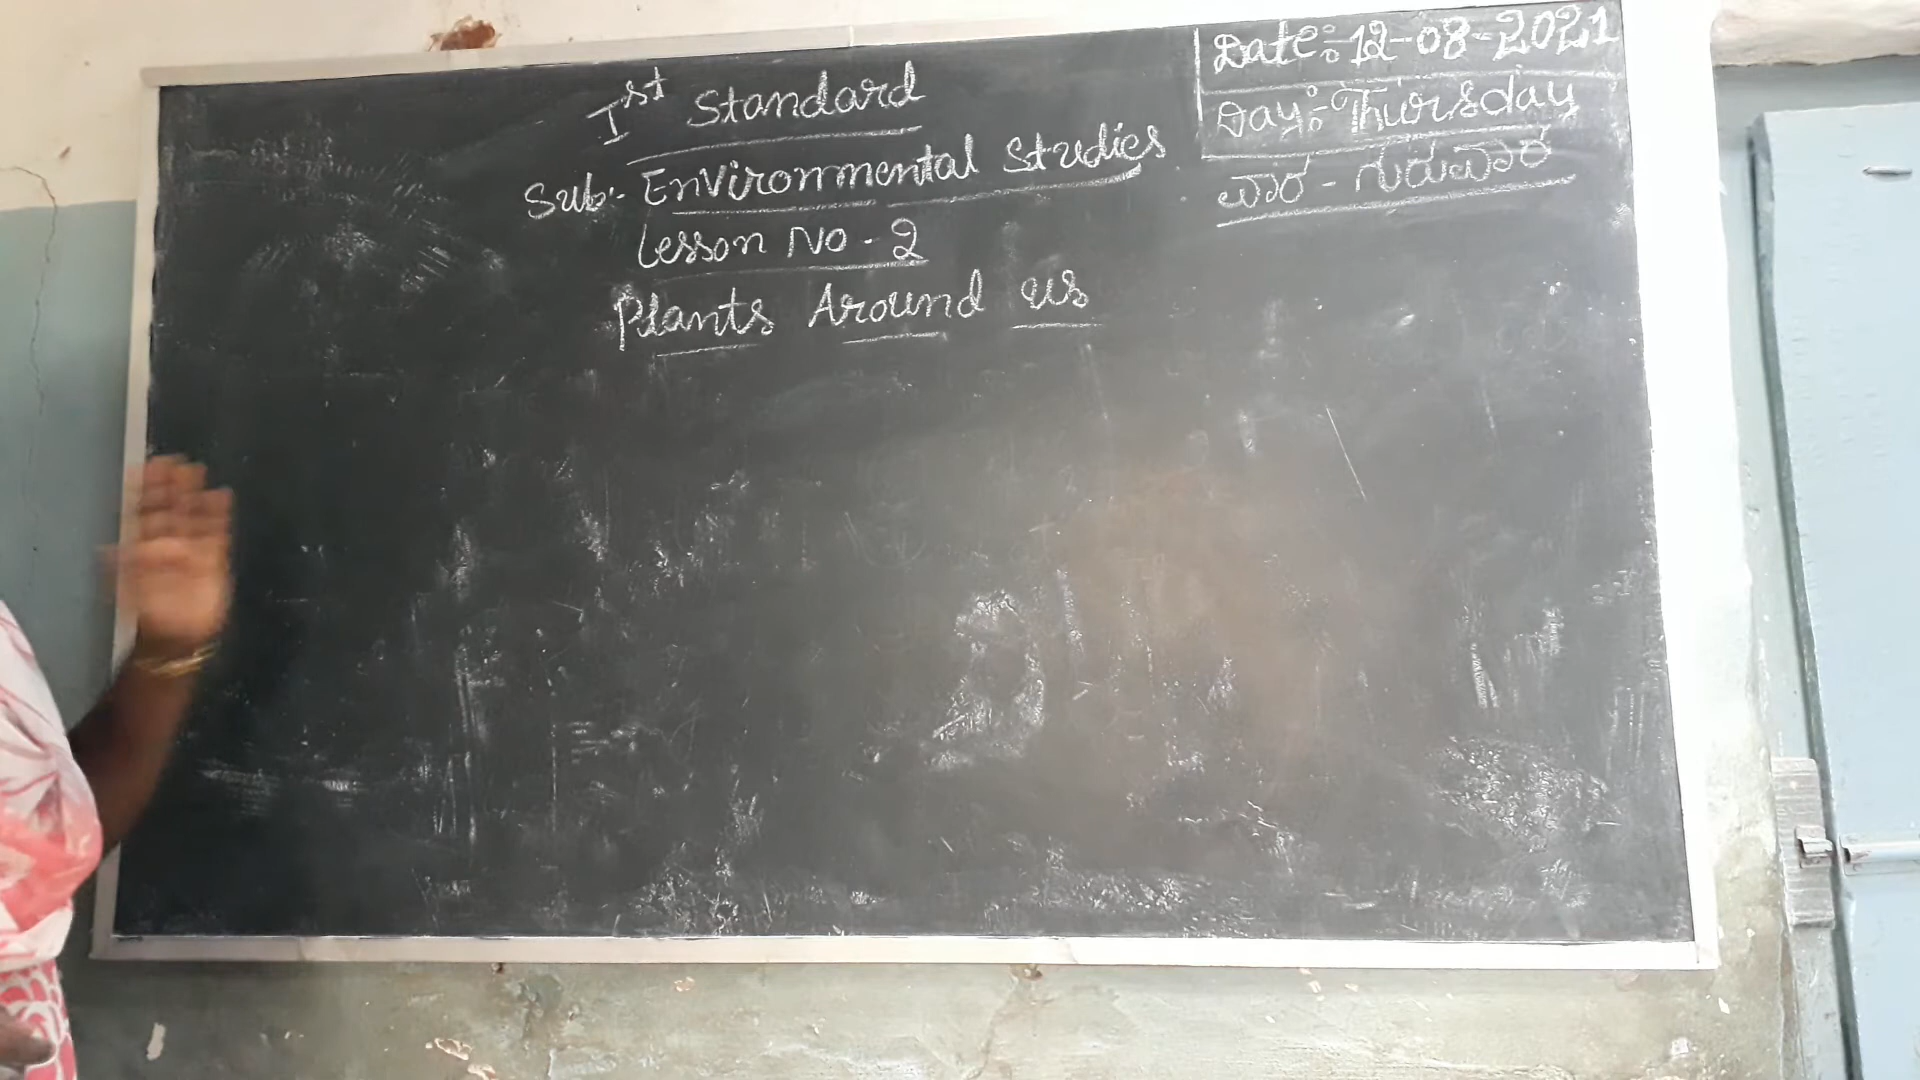 Ist Standard
Sub:- Environmental Studies
Lesson No - 2
Plants Around us
Date:- 12-08-2021
Day:- Thursday
ವಾರ - ಗುರುವಾರ